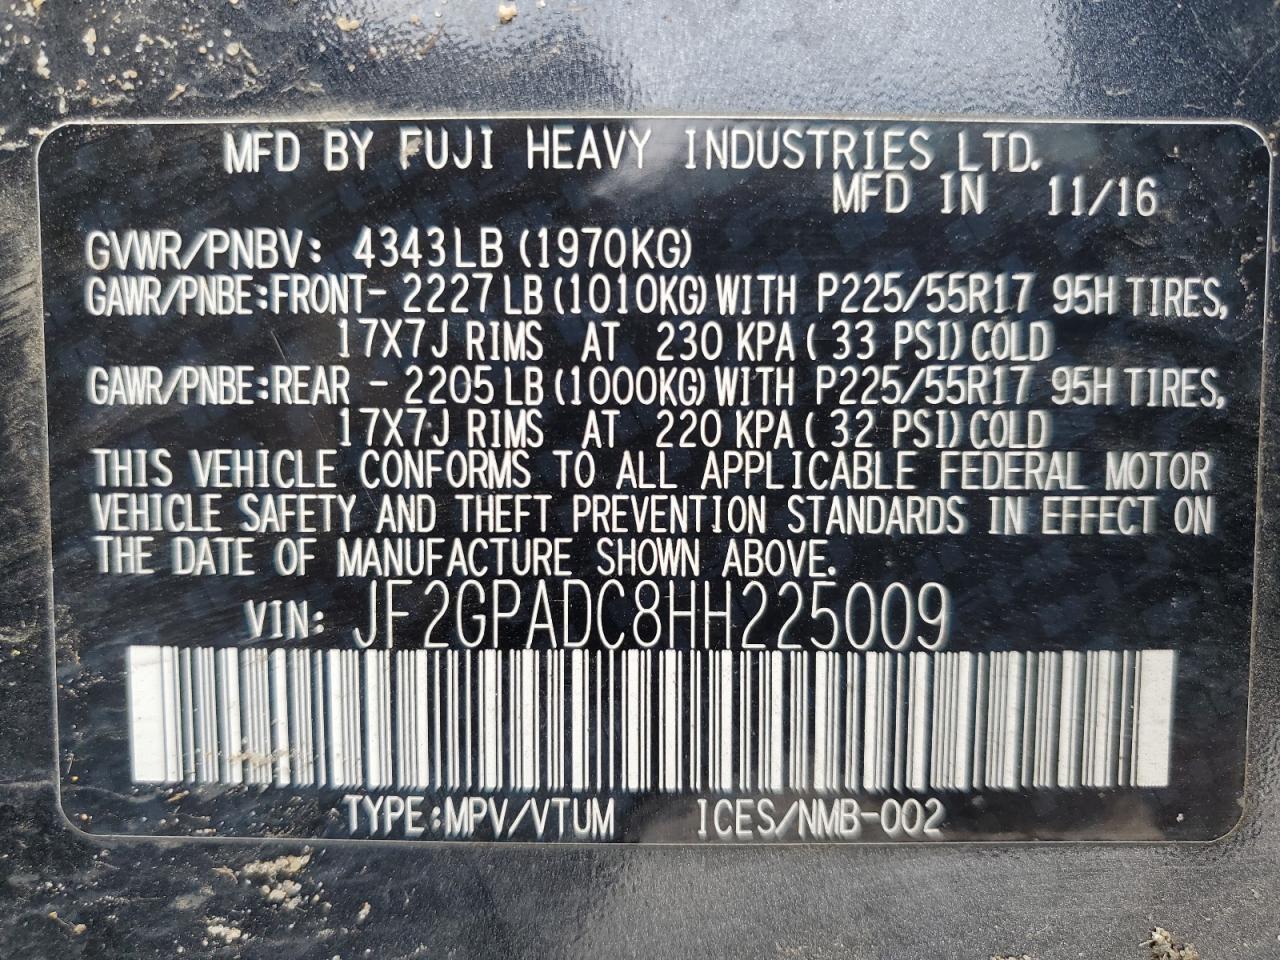 MFD BY FUJI HEAVY INDUSTRIES LTD.
MFD IN 11/16
GVWR/PNBV: 4343LB (1970KG)
GAWR/PNBE:FRONT- 2227LB (1010KG) WITH P225/55R17 95H TIRES,
17X7J RIMS AT 230 KPA ( 33 PSI) COLD
GAWR/PNBE:REAR - 2205LB (1000KG) WITH P225/55R17 95H TIRES,
17X7J RIMS AT 220 KPA ( 32 PSI) COLD
THIS VEHICLE CONFORMS TO ALL APPLICABLE FEDERAL MOTOR
VEHICLE SAFETY AND THEFT PREVENTION STANDARDS IN EFFECT ON
THE DATE OF MANUFACTURE SHOWN ABOVE.
VIN: JF2GPADC8HH225009
TYPE:MPV/VTUM ICES/NMB-002